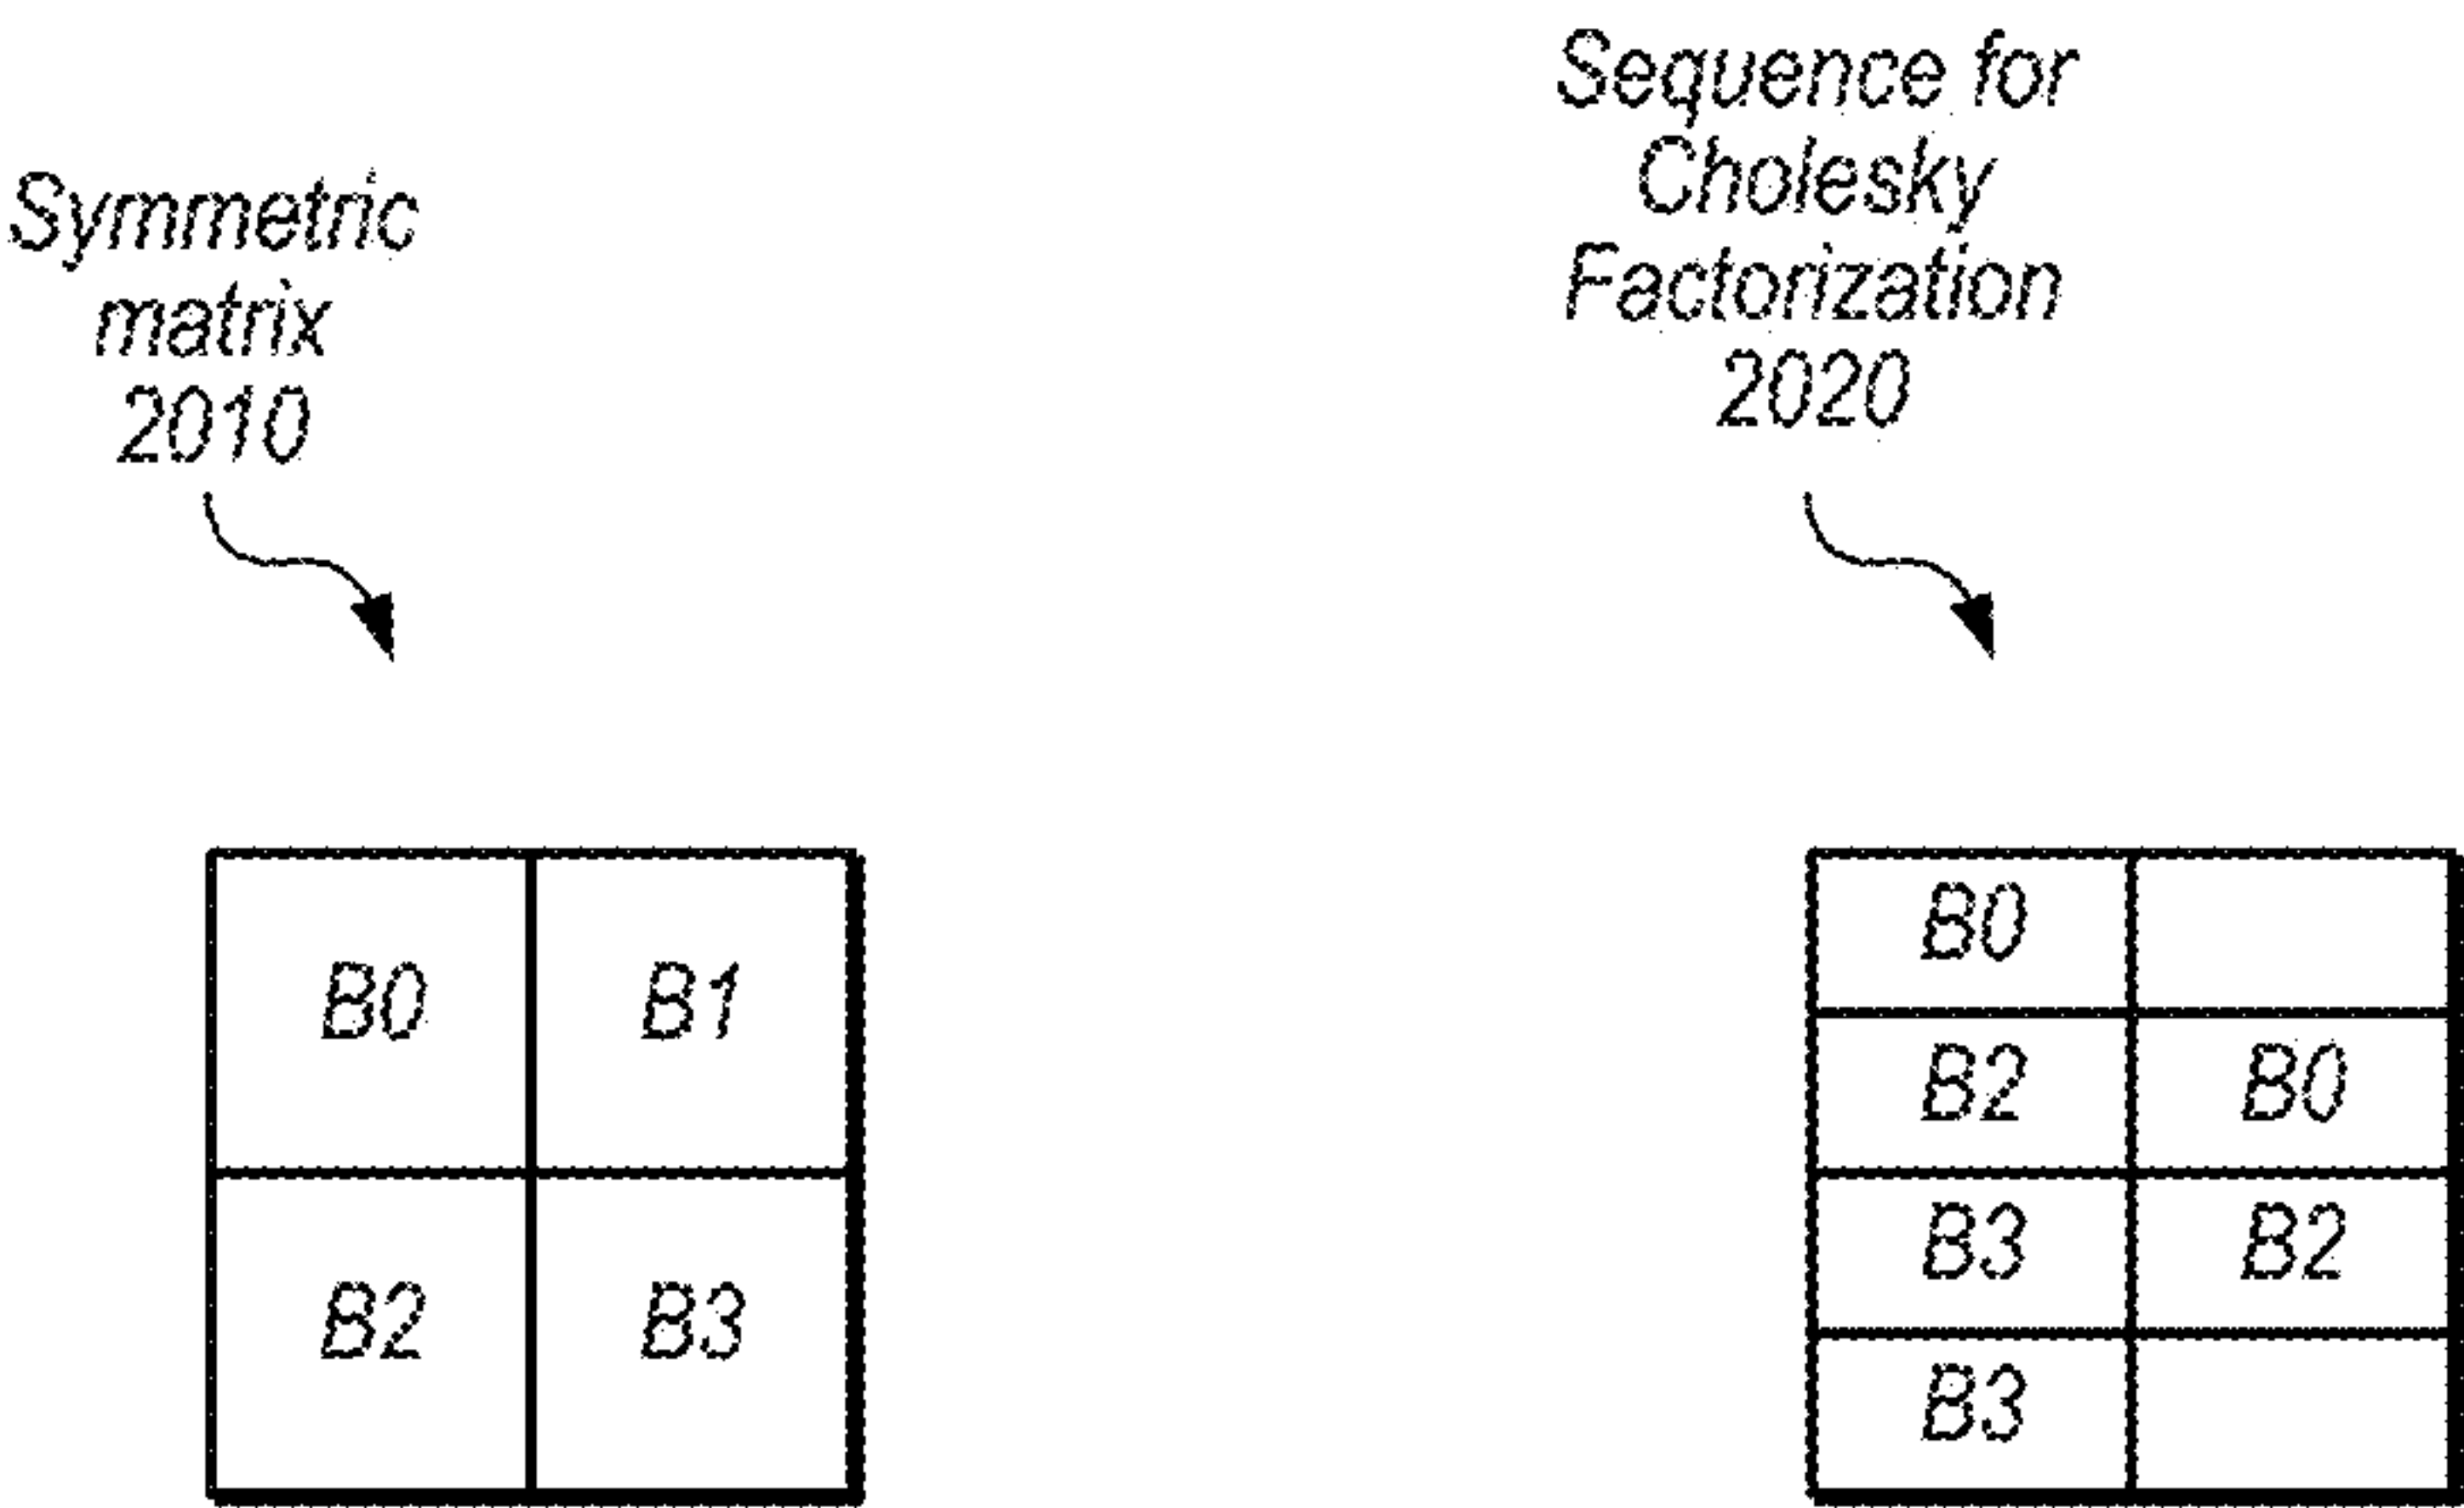 Symmetric
matrix
2010
Sequence for
Cholesky
Factorization
2020
B0 B1
B2 B3
B0
B2 B0
B3 B2
B3